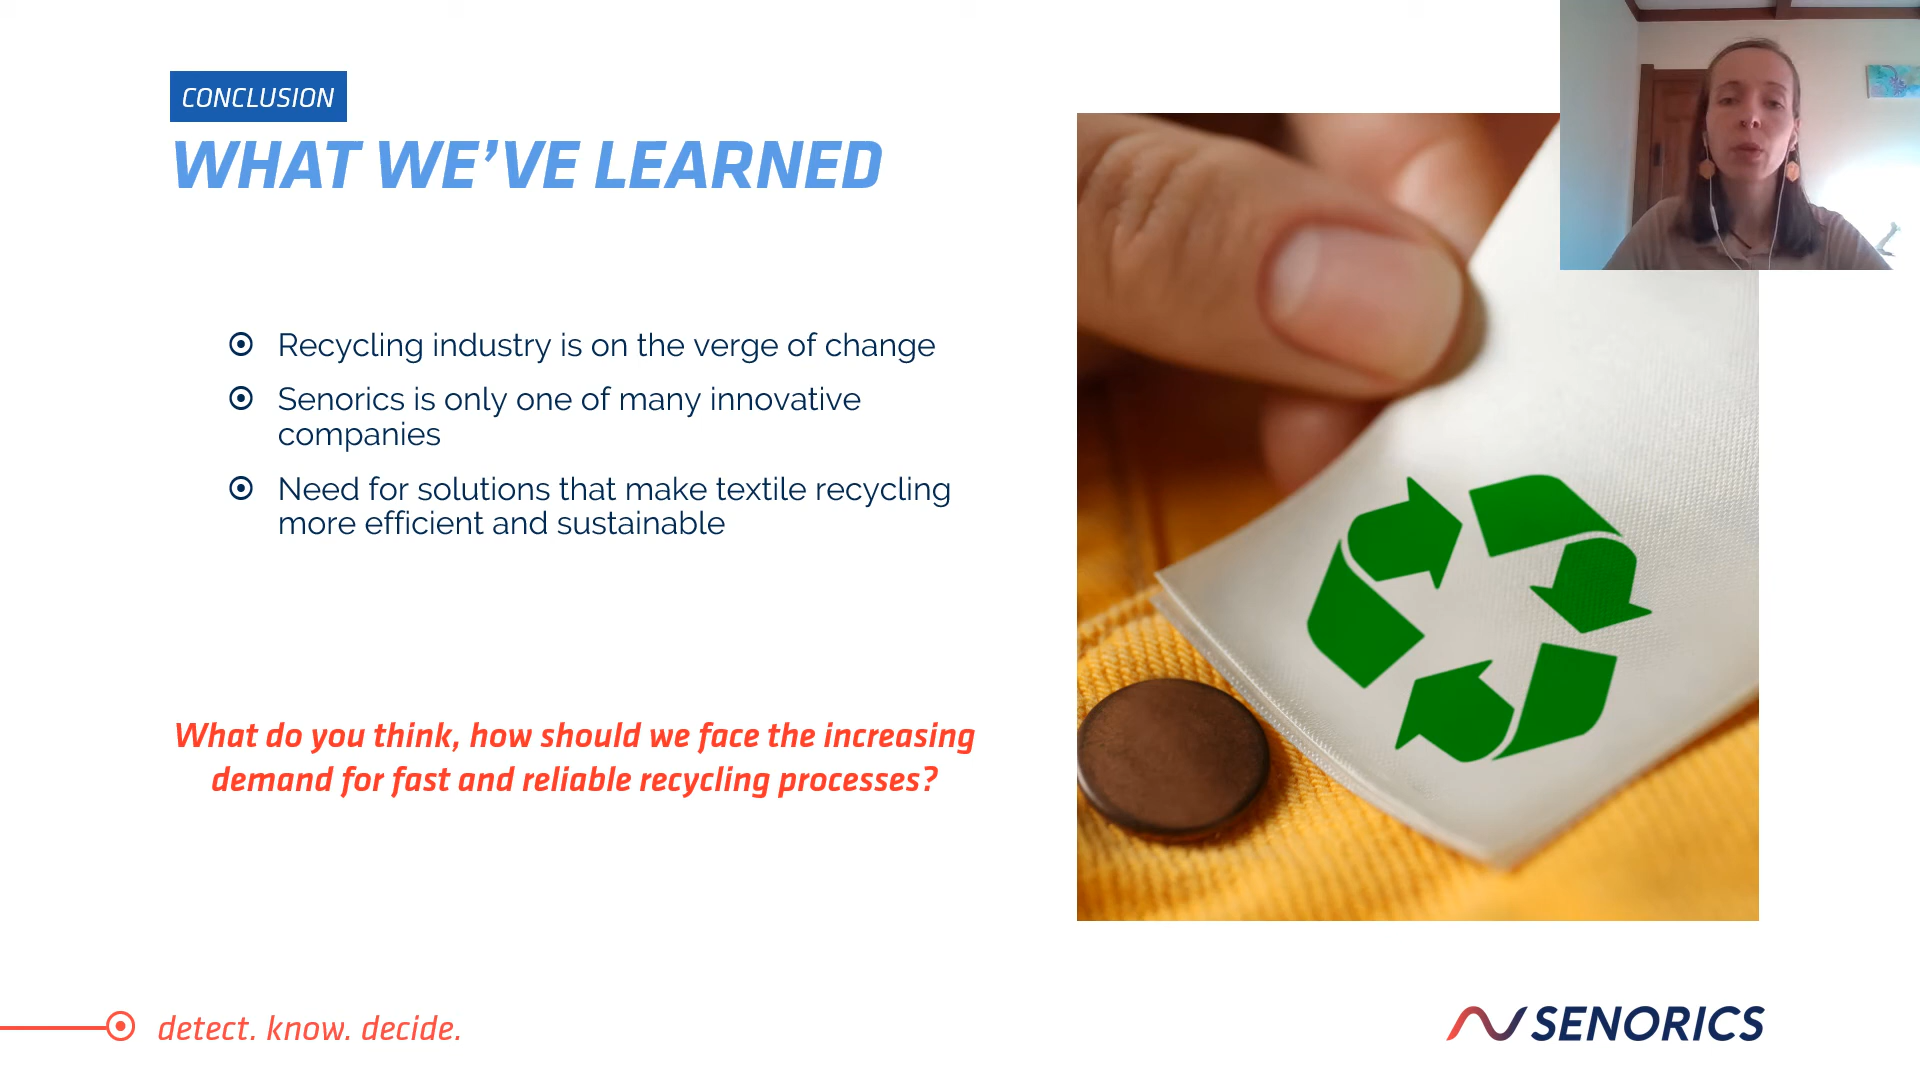 CONCLUSION
WHAT WE’VE LEARNED
Recycling industry is on the verge of change
Senorics is only one of many innovative
companies
Need for solutions that make textile recycling
more efficient and sustainable
What do you think, how should we face the increasing
demand for fast and reliable recycling processes?
detect. know. decide.
SENORICS